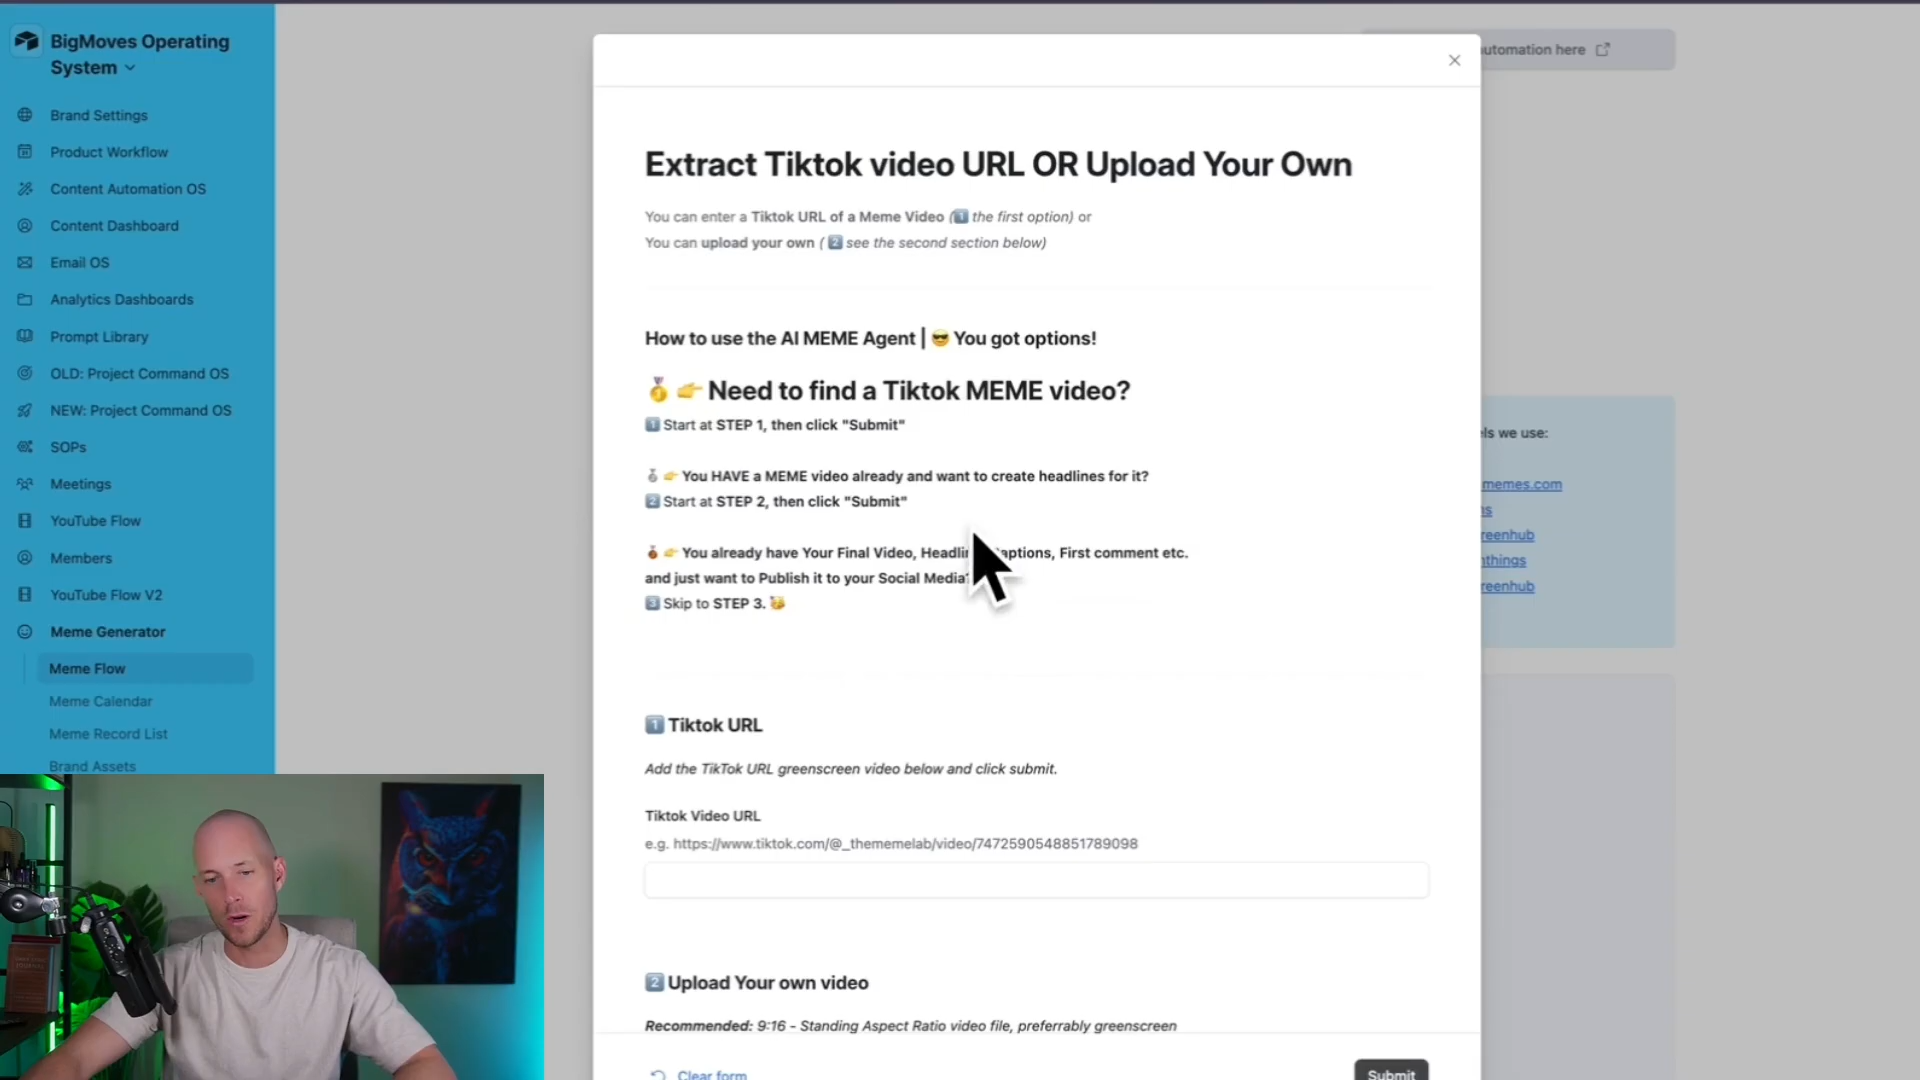 BigMoves Operating
System
Brand Settings
Product Workflow
Content Automation OS
Content Dashboard
Email OS
Analytics Dashboards
Prompt Library
OLD: Project Command OS
NEW: Project Command OS
SOPs
Meetings
YouTube Flow
Members
YouTube Flow V2
Meme Generator
Meme Flow
Meme Calendar
Meme Record List
Brand Assets
Extract Tiktok video URL OR Upload Your Own
You can enter a Tiktok URL of a Meme Video (1️⃣ the first option) or
You can upload your own ( 2️⃣ see the second section below)
How to use the AI MEME Agent | 😎 You got options!
🥇 👉 Need to find a Tiktok MEME video?
1️⃣ Start at STEP 1, then click "Submit"
🥈 👉 You HAVE a MEME video already and want to create headlines for it?
2️⃣ Start at STEP 2, then click "Submit"
🥉 👉 You already have Your Final Video, Headlin aptions, First comment etc.
and just want to Publish it to your Social Media?
3️⃣ Skip to STEP 3. 🥳
1️⃣ Tiktok URL
Add the TikTok URL greenscreen video below and click submit.
Tiktok Video URL
e.g. https://www.tiktok.com/@_thememelab/video/7472590548851789098
2️⃣ Upload Your own video
Recommended: 9:16 - Standing Aspect Ratio video file, preferrably greenscreen
Clear form
Submit
utomation here
ls we use:
memes.com
ns
reenhub
nthings
reenhub